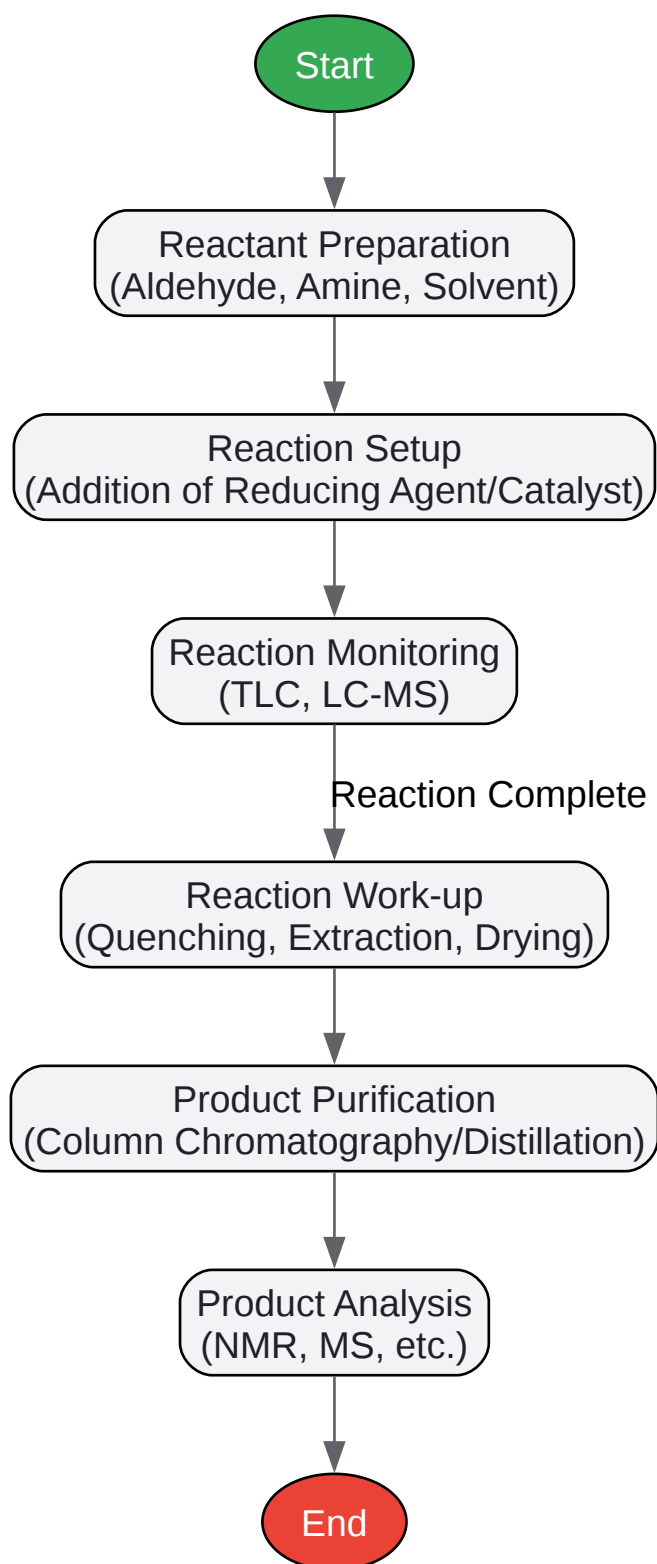 Start
Reactant Preparation
(Aldehyde, Amine, Solvent)
Reaction Setup
(Addition of Reducing Agent/Catalyst)
Reaction Monitoring
(TLC, LC-MS)
Reaction Complete
Reaction Work-up
(Quenching, Extraction, Drying)
Product Purification
(Column Chromatography/Distillation)
Product Analysis
(NMR, MS, etc.)
End